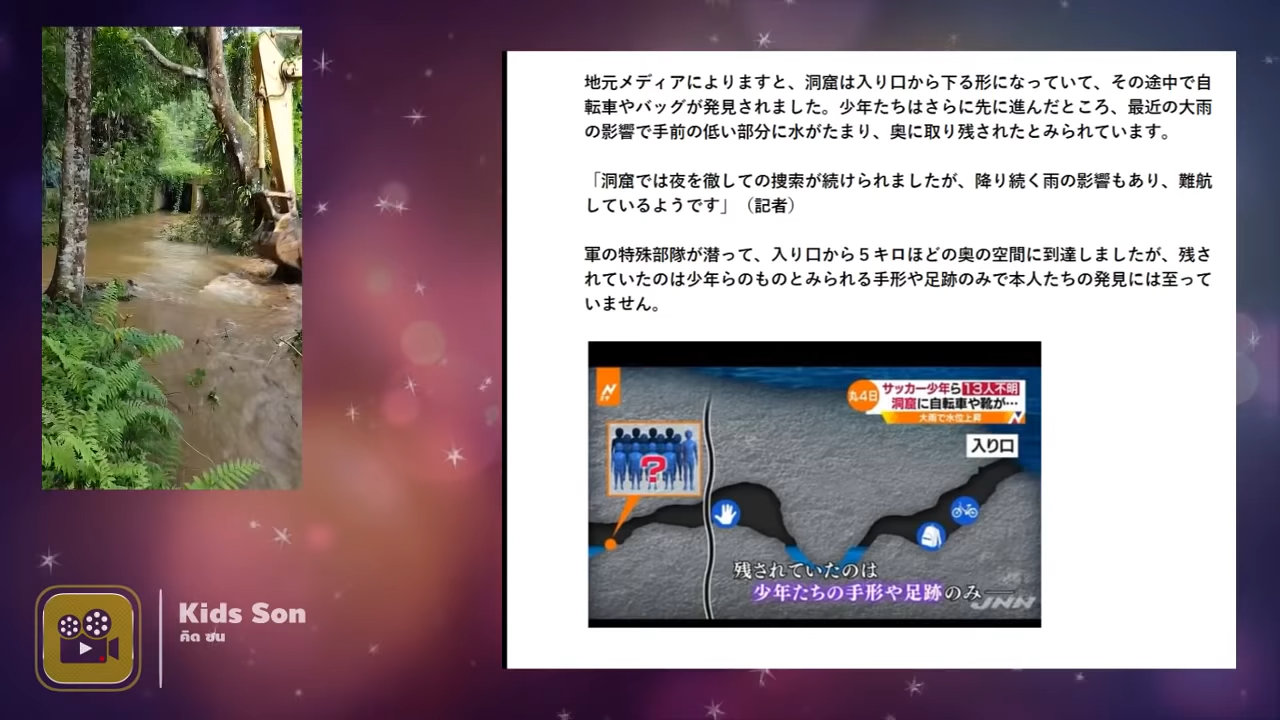 地元メディアによりますと、洞窟は入り口から下る形になっていて、その途中で自
転車やバッグが発見されました。少年たちはさらに先に進んだところ、最近の大雨
の影響で手前の低い部分に水がたまり、奥に取り残されたとみられています。
「洞窟では夜を徹しての捜索が続けられましたが、降り続く雨の影響もあり、難航
しているようです」（記者）
軍の特殊部隊が潜って、入り口から５キロほどの奥の空間に到達しましたが、残さ
れていたのは少年らのものとみられる手形や足跡のみで本人たちの発見には至って
いません。
丸4日
サッカー少年ら13人不明
洞窟に自転車や靴が…
大雨で水位上昇
入り口
?
残されていたのは
少年たちの手形や足跡のみ
JNN
Kids Son
คิด ซน